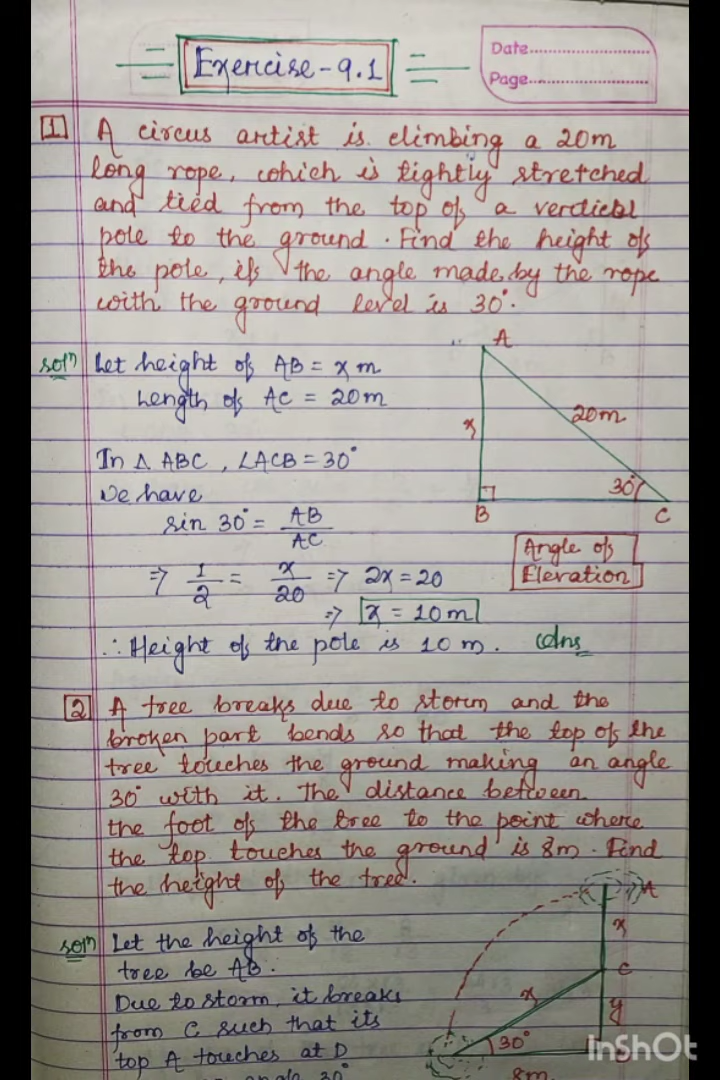 Exercise-9.1
Date..............................
Page..............................
1 A circus artist is climbing a 20m
long rope, which is tightly stretched
and tied from the top of a verdicbl
pole to the ground. Find the height of
the pole, if the angle made by the rope
with the ground level is 30°.
Solⁿ Let height of AB = x m
Length of AC = 20m
In △ ABC, ∠ACB = 30°
We have
sin 30° = AB/AC
⇒ 1/2 = x/20 ⇒ 2x = 20
⇒ x = 10m
∴ Height of the pole is 10 m. Ans
A
x
20m
30°
B
C
Angle of
Elevation
2 A tree breaks due to storm and the
broken part bends so that the top of the
tree touches the ground making an angle
30° with it. The distance between
the foot of the tree to the point where
the top touches the ground is 8m. Find
the height of the tree.
Solⁿ Let the height of the
tree be AB.
Due to storm, it breaks
from C such that its
top A touches at D
30°
A
x
C
x
y
30°
8m
InShOt